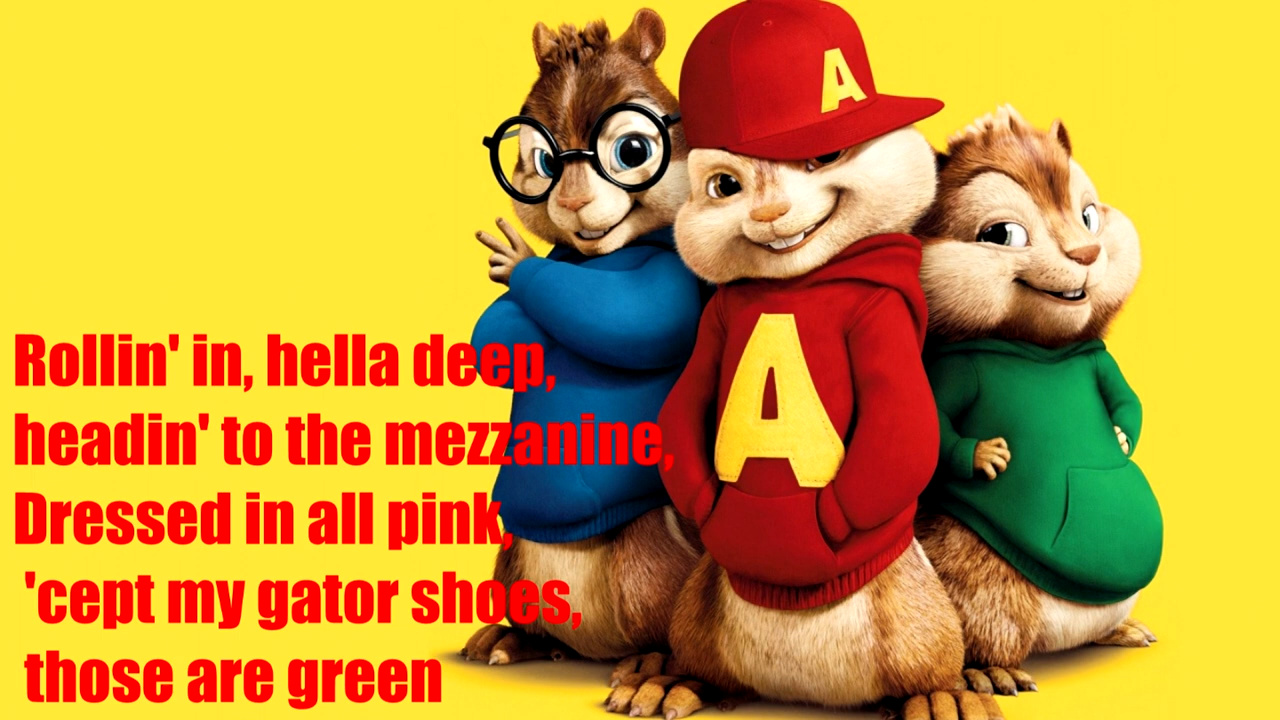 A
A
Rollin' in, hella deep,
headin' to the mezzanine,
Dressed in all pink,
'cept my gator shoes,
those are green